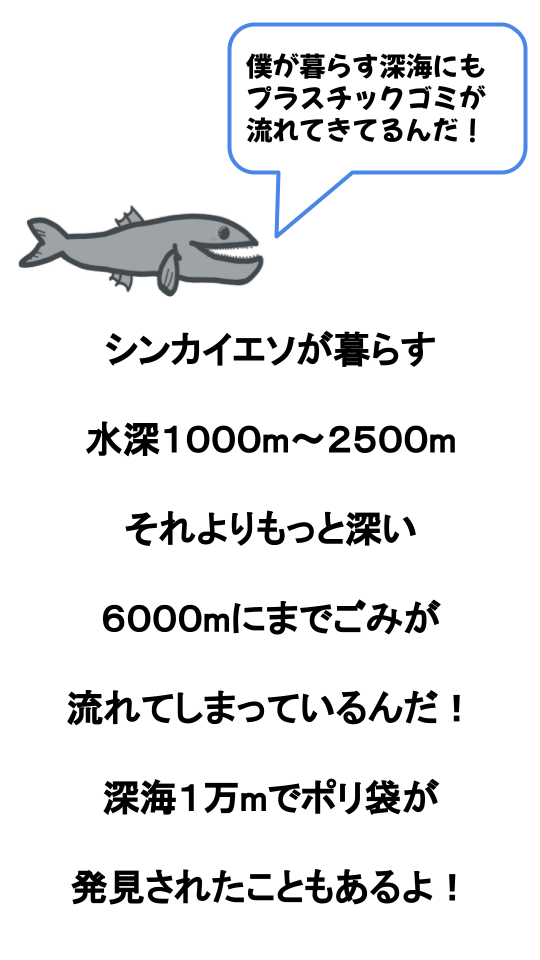 僕が暮らす深海にも
プラスチックゴミが
流れてきてるんだ！
シンカイエソが暮らす
水深1000m～2500m
それよりもっと深い
6000mにまでごみが
流れてしまっているんだ！
深海1万mでポリ袋が
発見されたこともあるよ！